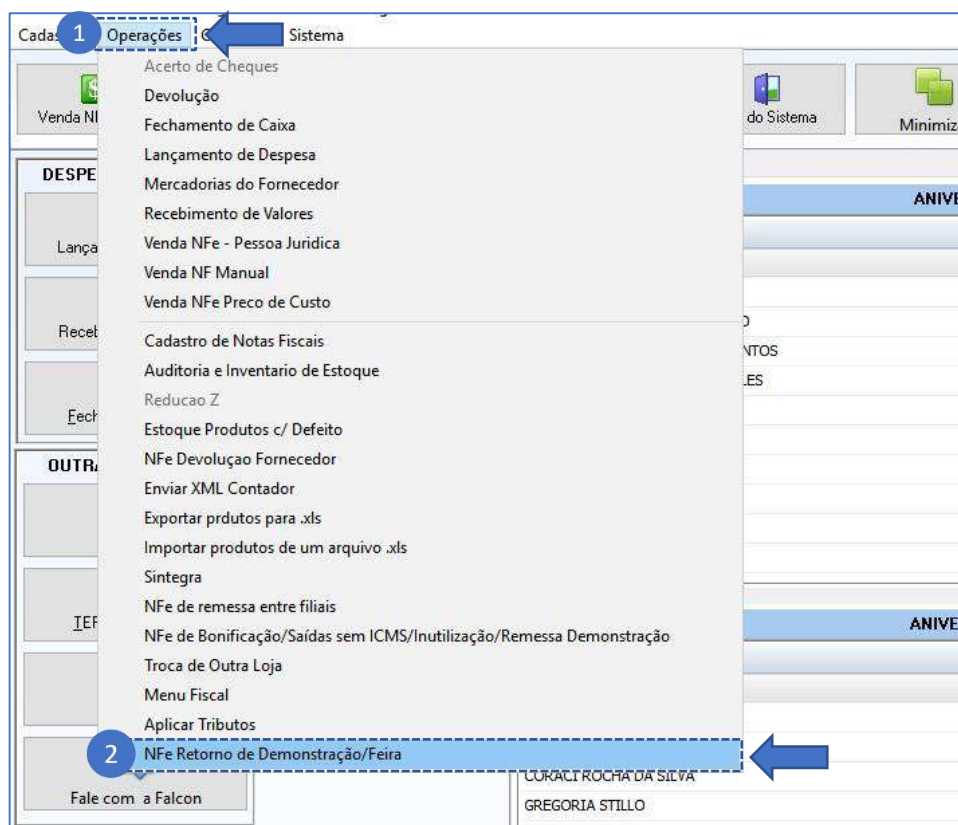 Cadas 1 Operações Sistema
Venda NF do Sistema Minimiz
Acerto de Cheques
Devolução
Fechamento de Caixa
Lançamento de Despesa
Mercadorias do Fornecedor
Recebimento de Valores
Venda NFe - Pessoa Juridica
Venda NF Manual
Venda NFe Preco de Custo
Cadastro de Notas Fiscais
Auditoria e Inventario de Estoque
Reducao Z
Estoque Produtos c/ Defeito
NFe Devoluçao Fornecedor
Enviar XML Contador
Exportar prdutos para .xls
Importar produtos de um arquivo .xls
Sintegra
NFe de remessa entre filiais
NFe de Bonificação/Saídas sem ICMS/Inutilização/Remessa Demonstração
Troca de Outra Loja
Menu Fiscal
Aplicar Tributos
2 NFe Retorno de Demonstração/Feira
DESPE
Lança
Receb
Fech
OUTRA
TEF
Fale com a Falcon
ANIVE
O
NTOS
LES
ANIVE
CORACI ROCHA DA SILVA
GREGORIA STILLO